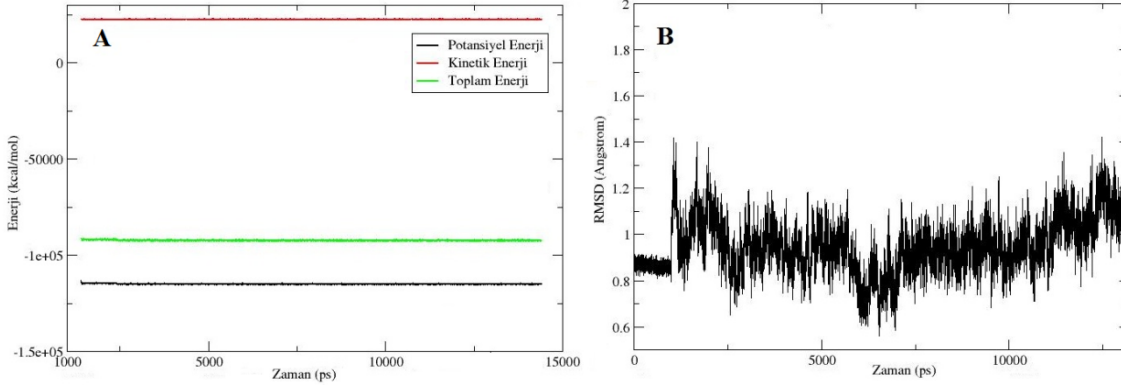 A
Potansiyel Enerji
Kinetik Enerji
Toplam Enerji
0
-50000
-1e+05
-1.5e+05
Enerji (kcal/mol)
1000
5000
10000
15000
Zaman (ps)
B
2
1.8
1.6
1.4
1.2
1
0.8
0.6
RMSD (Angstrom)
0
5000
10000
Zaman (ps)